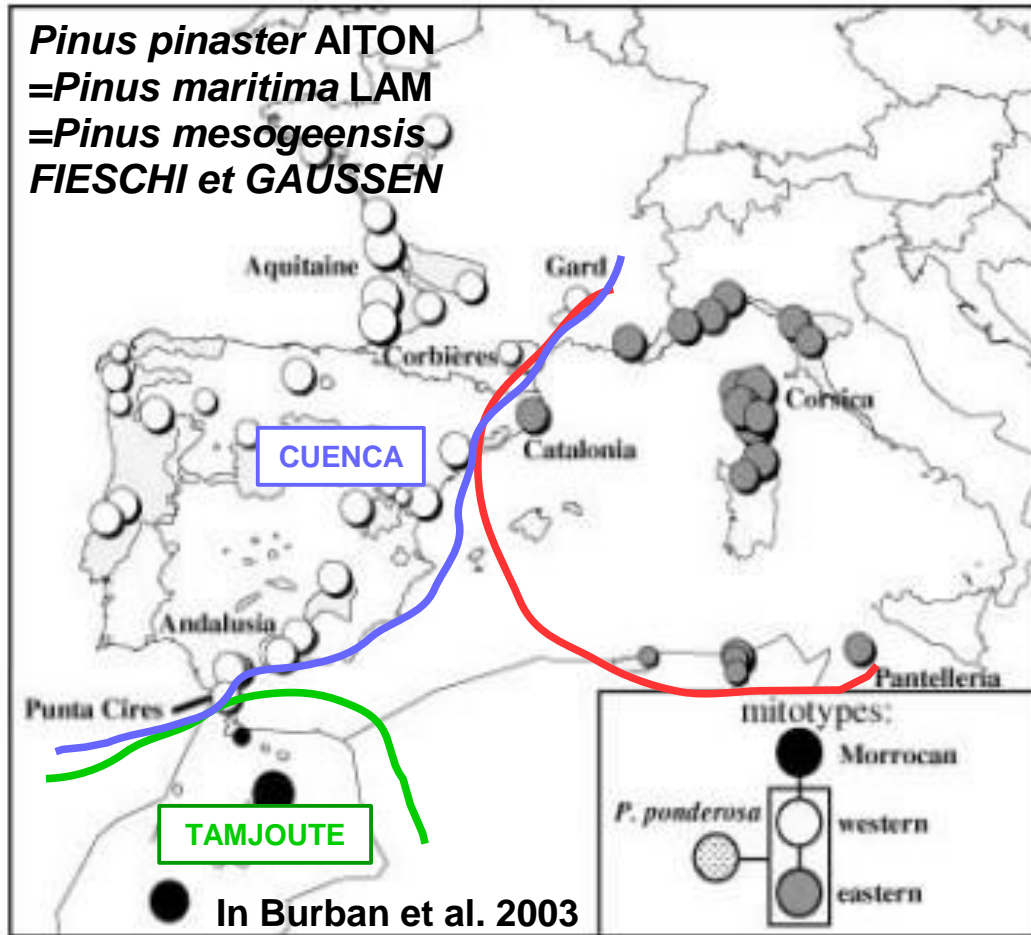 Pinus pinaster AITON
=Pinus maritima LAM
=Pinus mesogeensis
FIESCHI et GAUSSEN
Aquitaine
Gard
Corbières
Corsica
CUENCA
Catalonia
Andalusia
Punta Cires
Pantelleria
mitotypes:
Morrocan
P. ponderosa
western
TAMJOUTE
eastern
In Burban et al. 2003